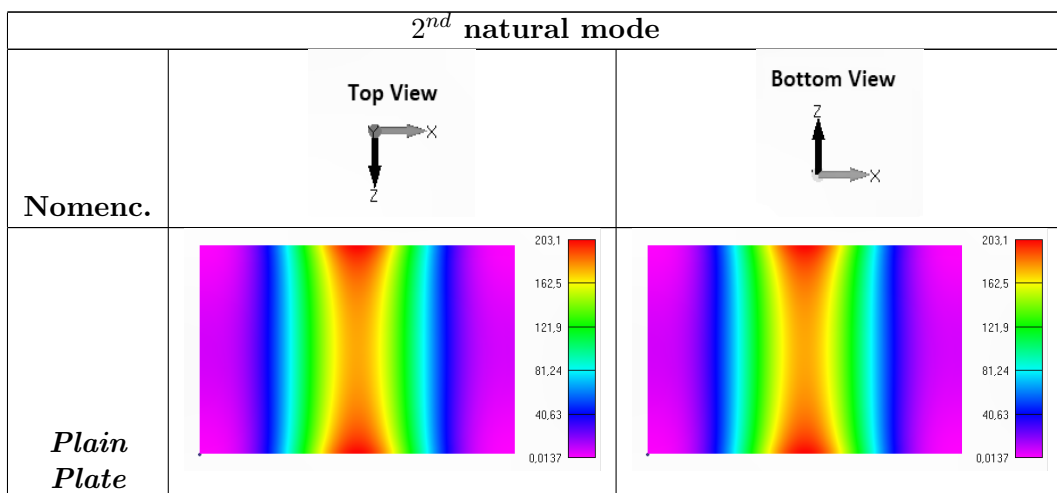 2nd natural mode
Nomenc.
Top View
Y
X
Z
Bottom View
Z
X
Plain
Plate
203,1
162,5
121,9
81,24
40,63
0,0137
203,1
162,5
121,9
81,24
40,63
0,0137